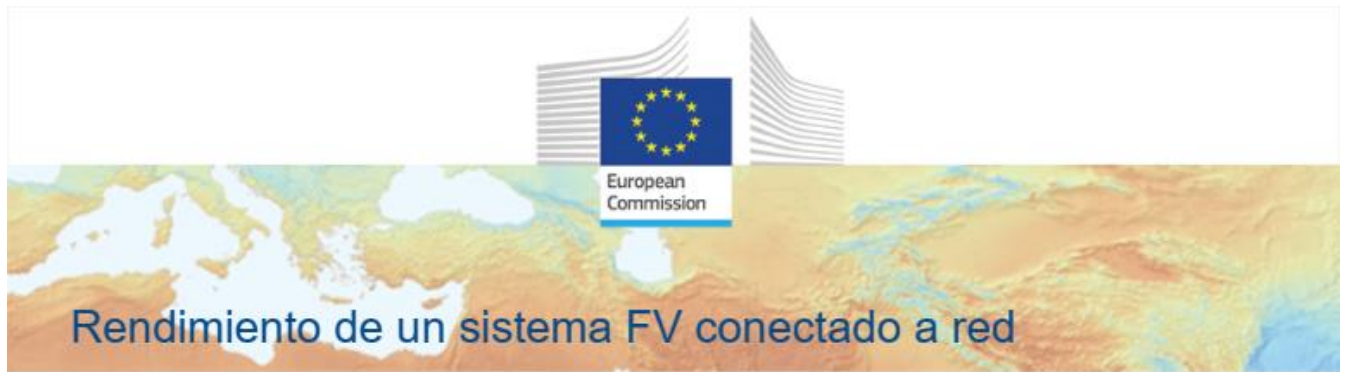 European
Commission
Rendimiento de un sistema FV conectado a red